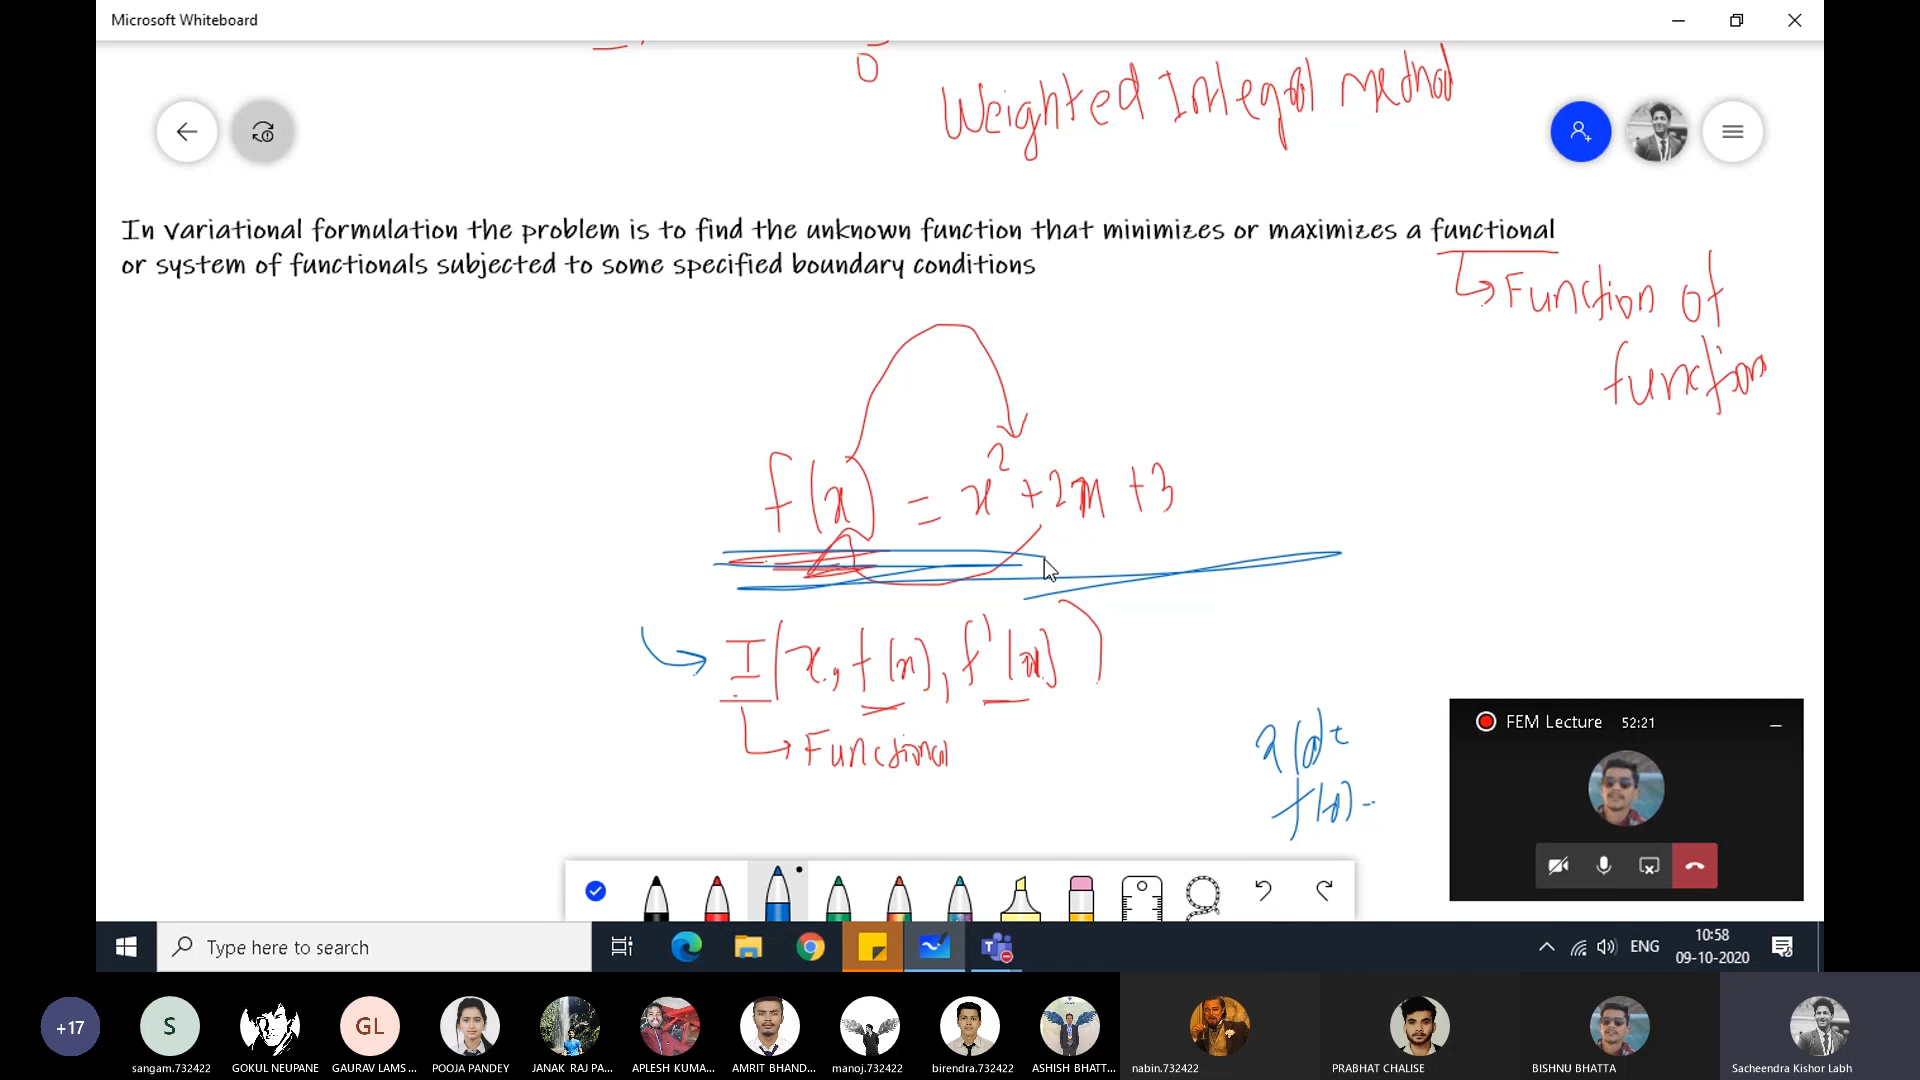 Microsoft Whiteboard
Weighted Integral method
In variational formulation the problem is to find the unknown function that minimizes or maximizes a functional
or system of functionals subjected to some specified boundary conditions
Function of
function
f(x) = x² + 2x + 3
I(x, f(x), f'(x))
Functional
FEM Lecture 52:21
Type here to search
ENG
10:58
09-10-2020
+17
S
GL
sangam.732422
GOKUL NEUPANE
GAURAV LAMS ...
POOJA PANDEY
JANAK RAJ PA...
APLESH KUMA...
AMRIT BHAND...
manoj.732422
birendra.732422
ASHISH BHATT...
nabin.732422
PRABHAT CHALISE
BISHNU BHATTA
Sacheendra Kishor Labh